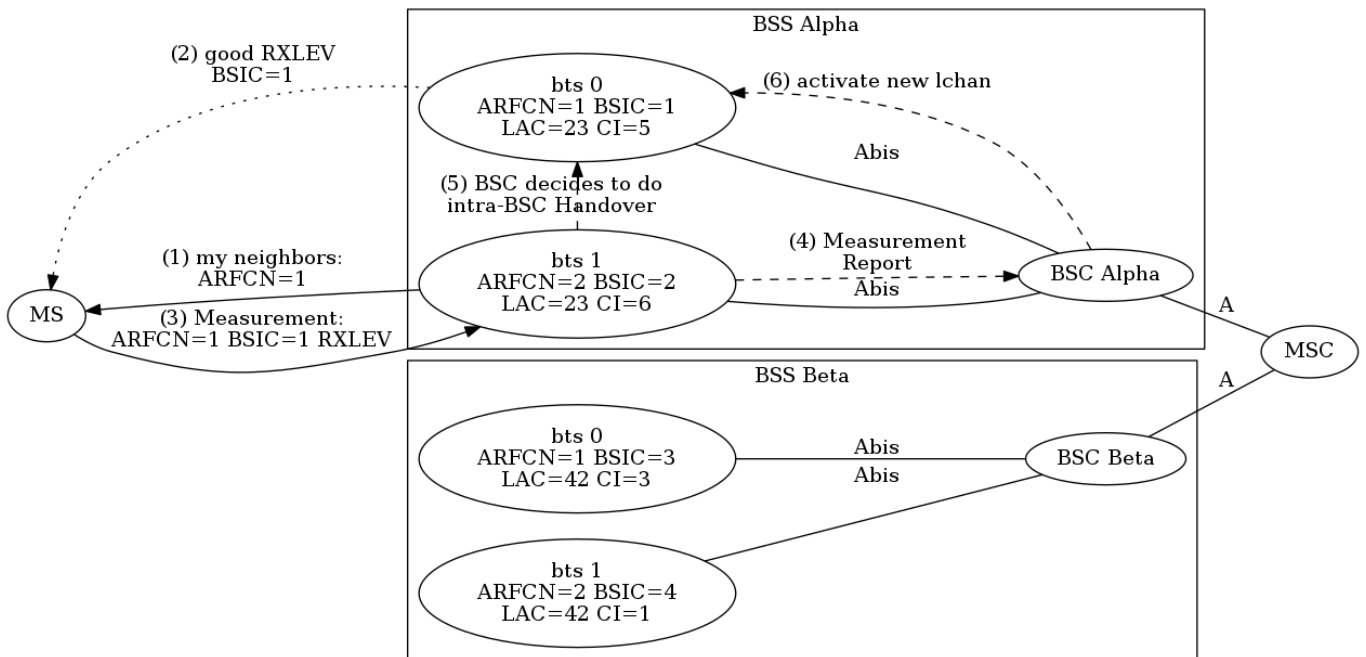 BSS Alpha
(2) good RXLEV
BSIC=1
bts 0
ARFCN=1 BSIC=1
LAC=23 CI=5
(6) activate new lchan
Abis
(5) BSC decides to do
intra-BSC Handover
(1) my neighbors:
ARFCN=1
bts 1
ARFCN=2 BSIC=2
LAC=23 CI=6
(4) Measurement
Report
Abis
BSC Alpha
MS
(3) Measurement:
ARFCN=1 BSIC=1 RXLEV
A
MSC
BSS Beta
A
bts 0
ARFCN=1 BSIC=3
LAC=42 CI=3
Abis
Abis
BSC Beta
bts 1
ARFCN=2 BSIC=4
LAC=42 CI=1